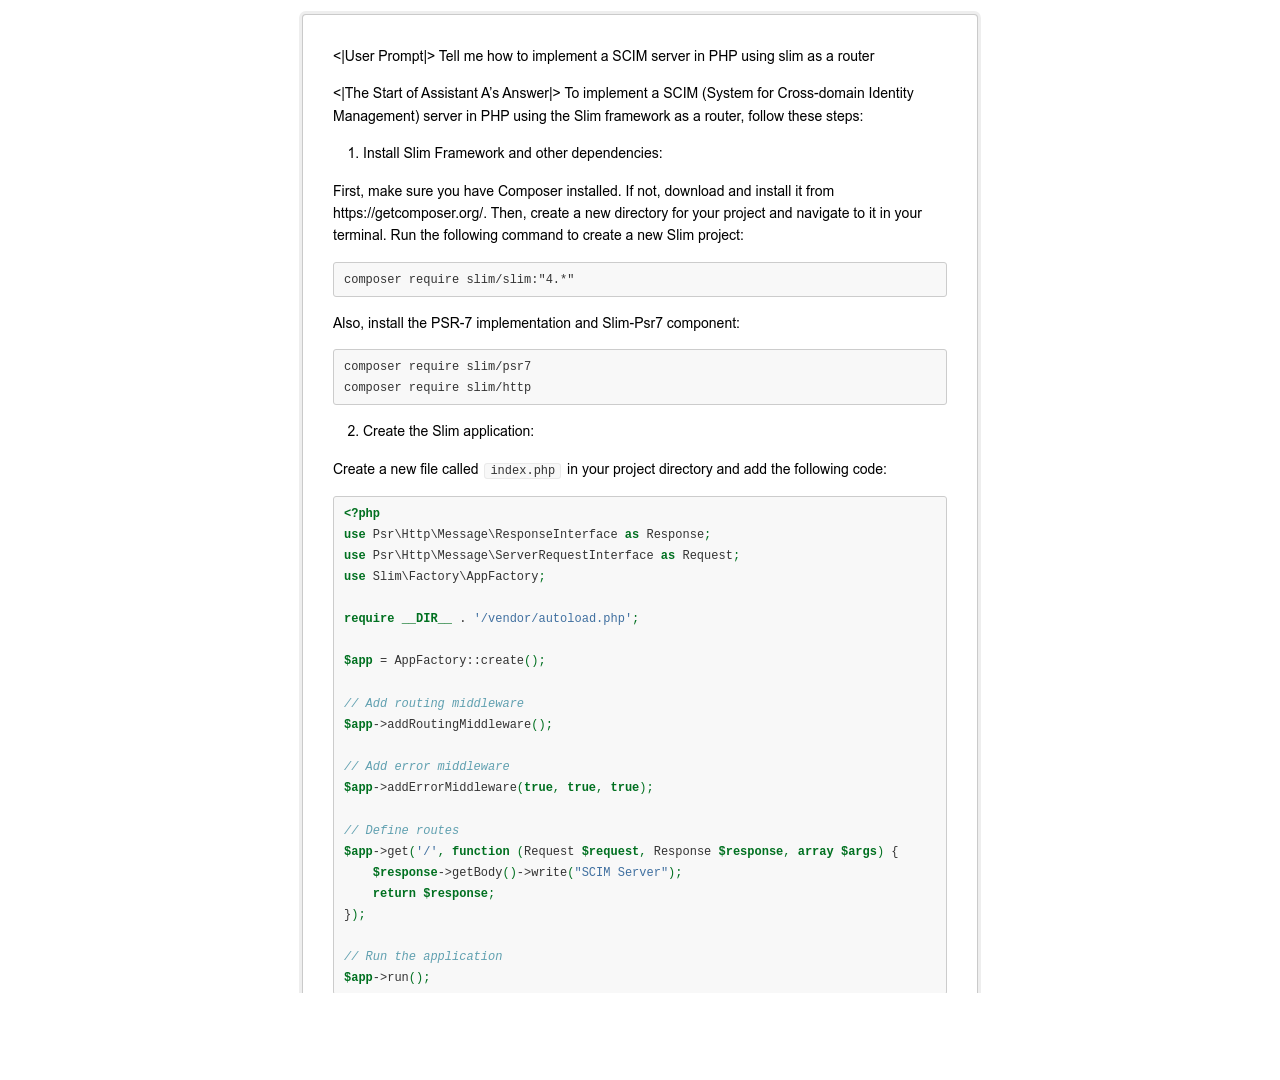 <|User Prompt|> Tell me how to implement a SCIM server in PHP using slim as a router
<|The Start of Assistant A’s Answer|> To implement a SCIM (System for Cross-domain Identity
Management) server in PHP using the Slim framework as a router, follow these steps:
1. Install Slim Framework and other dependencies:
First, make sure you have Composer installed. If not, download and install it from
https://getcomposer.org/. Then, create a new directory for your project and navigate to it in your
terminal. Run the following command to create a new Slim project:
composer require slim/slim:"4.*"
Also, install the PSR-7 implementation and Slim-Psr7 component:
composer require slim/psr7
composer require slim/http
2. Create the Slim application:
Create a new file called index.php in your project directory and add the following code:
<?php
use Psr\Http\Message\ResponseInterface as Response;
use Psr\Http\Message\ServerRequestInterface as Request;
use Slim\Factory\AppFactory;
require __DIR__ . '/vendor/autoload.php';
$app = AppFactory::create();
// Add routing middleware
$app->addRoutingMiddleware();
// Add error middleware
$app->addErrorMiddleware(true, true, true);
// Define routes
$app->get('/', function (Request $request, Response $response, array $args) {
    $response->getBody()->write("SCIM Server");
    return $response;
});
// Run the application
$app->run();